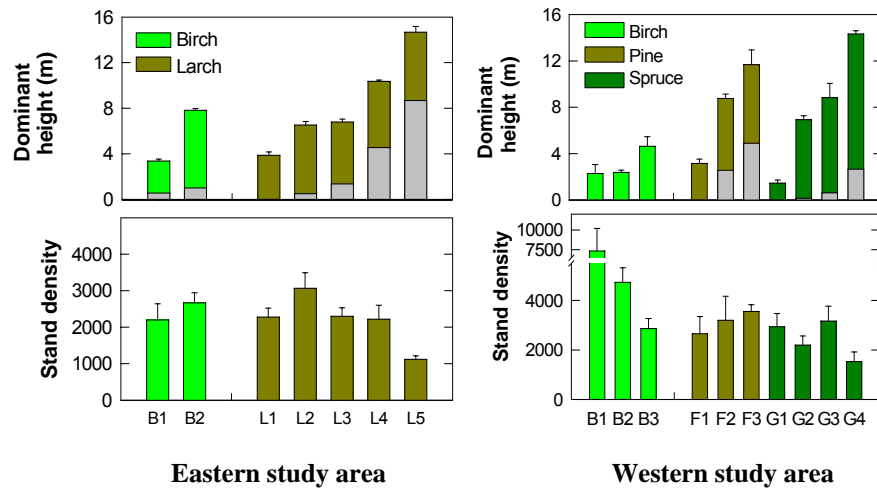 Dominant
height (m)
16
12
8
4
0
Birch
Larch
Stand density
4000
3000
2000
1000
0
B1 B2 L1 L2 L3 L4 L5
Eastern study area
Dominant
height (m)
16
12
8
4
0
Birch
Pine
Spruce
Stand density
10000
7500
4000
2000
0
B1 B2 B3 F1 F2 F3 G1 G2 G3 G4
Western study area